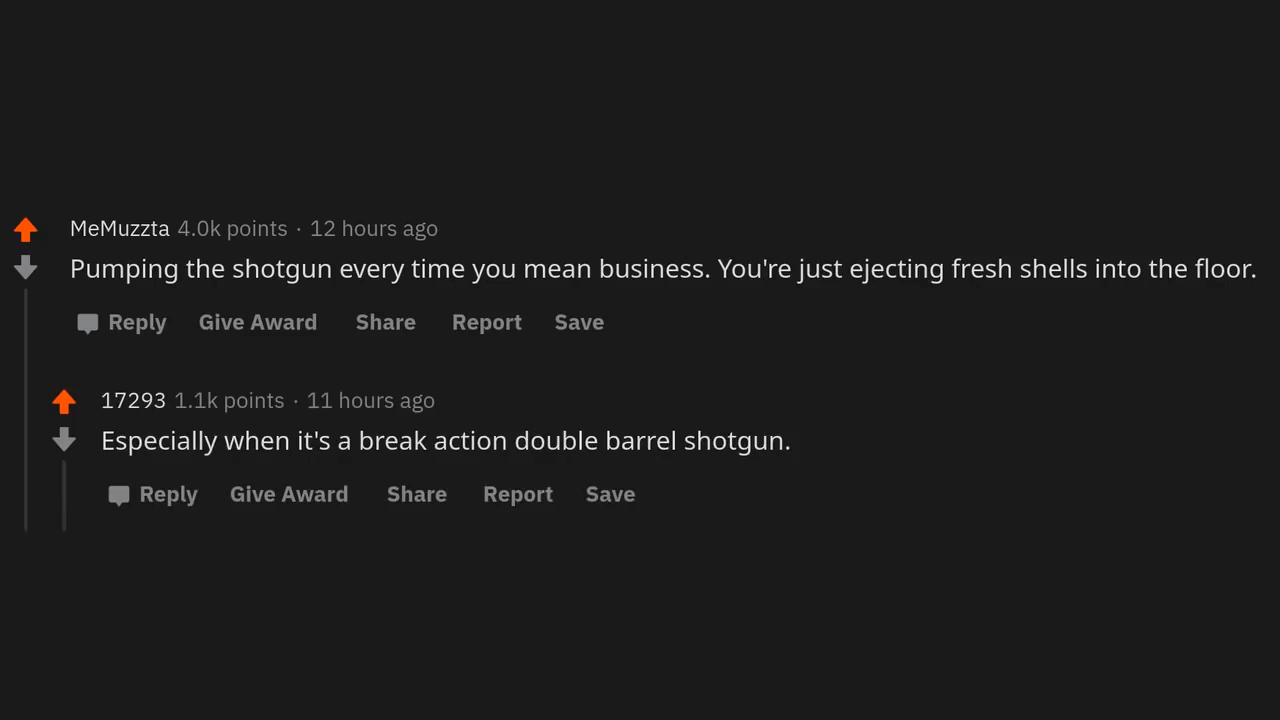 MeMuzzta 4.0k points · 12 hours ago
Pumping the shotgun every time you mean business. You're just ejecting fresh shells into the floor.
Reply Give Award Share Report Save
17293 1.1k points · 11 hours ago
Especially when it's a break action double barrel shotgun.
Reply Give Award Share Report Save